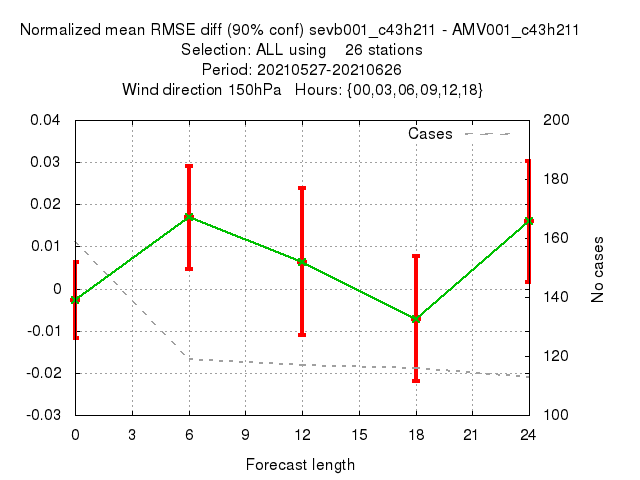 Normalized mean RMSE diff (90% conf) sevb001_c43h211 - AMV001_c43h211
Selection: ALL using    26 stations
Period: 20210527-20210626
Wind direction 150hPa   Hours: {00,03,06,09,12,18}
Cases
0.04
0.04
0.03
0.02
0.01
0
-0.01
-0.02
-0.03
200
180
160
140
120
100
No cases
0 3 6 9 12 15 18 21 24
Forecast length